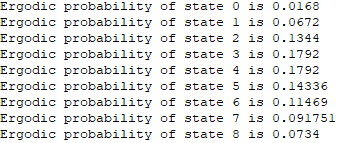 Ergodic probability of state 0 is 0.0168
Ergodic probability of state 1 is 0.0672
Ergodic probability of state 2 is 0.1344
Ergodic probability of state 3 is 0.1792
Ergodic probability of state 4 is 0.1792
Ergodic probability of state 5 is 0.14336
Ergodic probability of state 6 is 0.11469
Ergodic probability of state 7 is 0.091751
Ergodic probability of state 8 is 0.0734